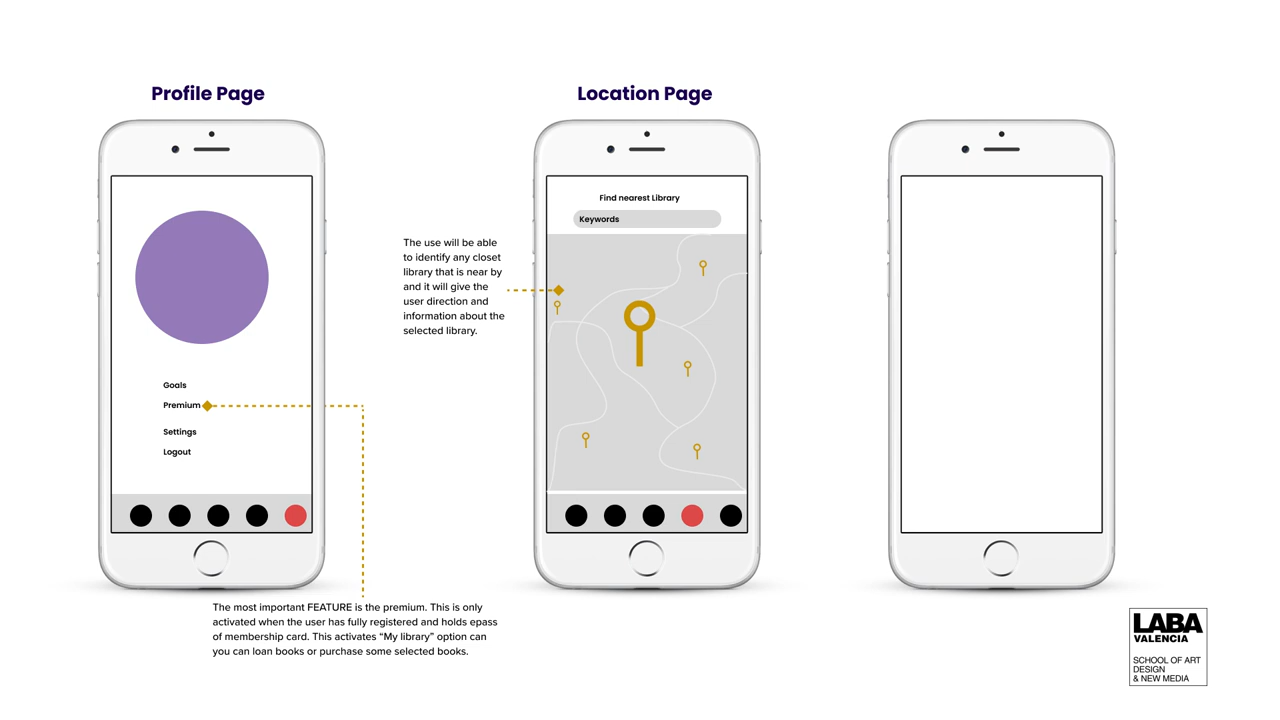 Profile Page
Goals
Premium
Settings
Logout
The most important FEATURE is the premium. This is only
activated when the user has fully registered and holds epass
of membership card. This activates “My library” option can
you can loan books or purchase some selected books.
Location Page
Find nearest Library
Keywords
The use will be able
to identify any closet
library that is near by
and it will give the
user direction and
information about the
selected library.
LABA
VALENCIA
SCHOOL OF ART
DESIGN
& NEW MEDIA